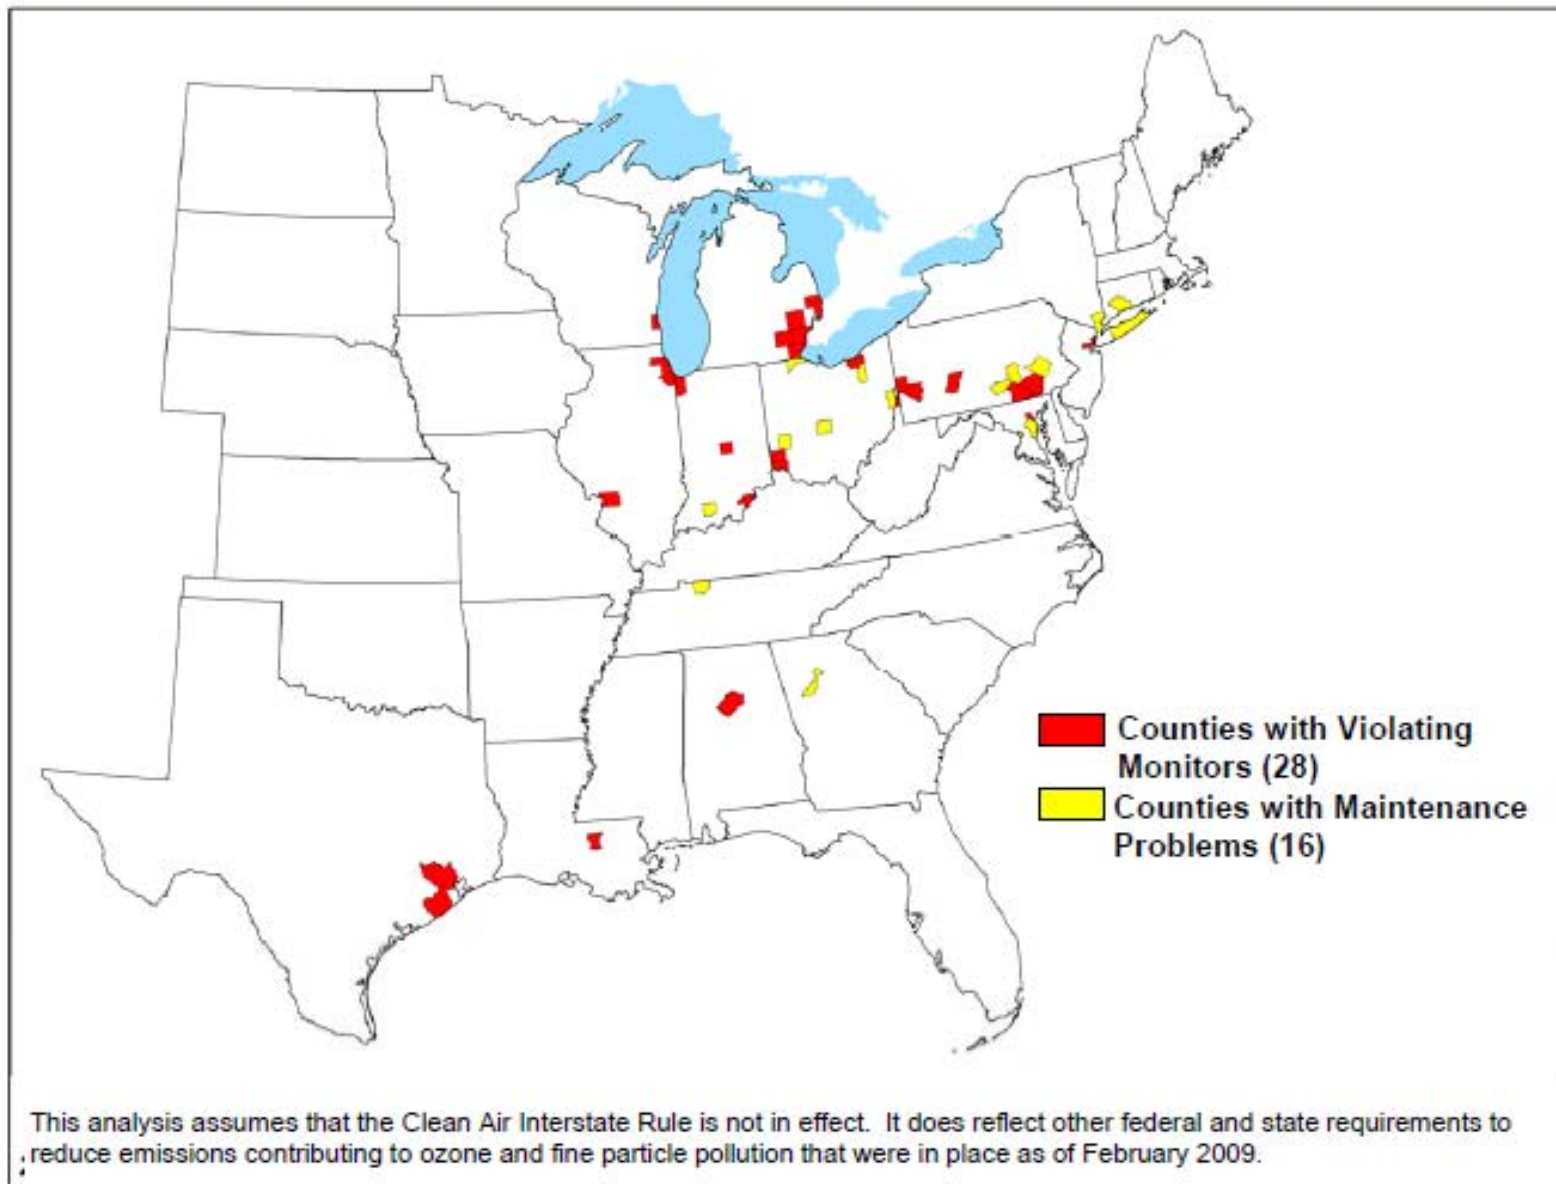 Counties with Violating
Monitors (28)
Counties with Maintenance
Problems (16)
This analysis assumes that the Clean Air Interstate Rule is not in effect.  It does reflect other federal and state requirements to
reduce emissions contributing to ozone and fine particle pollution that were in place as of February 2009.